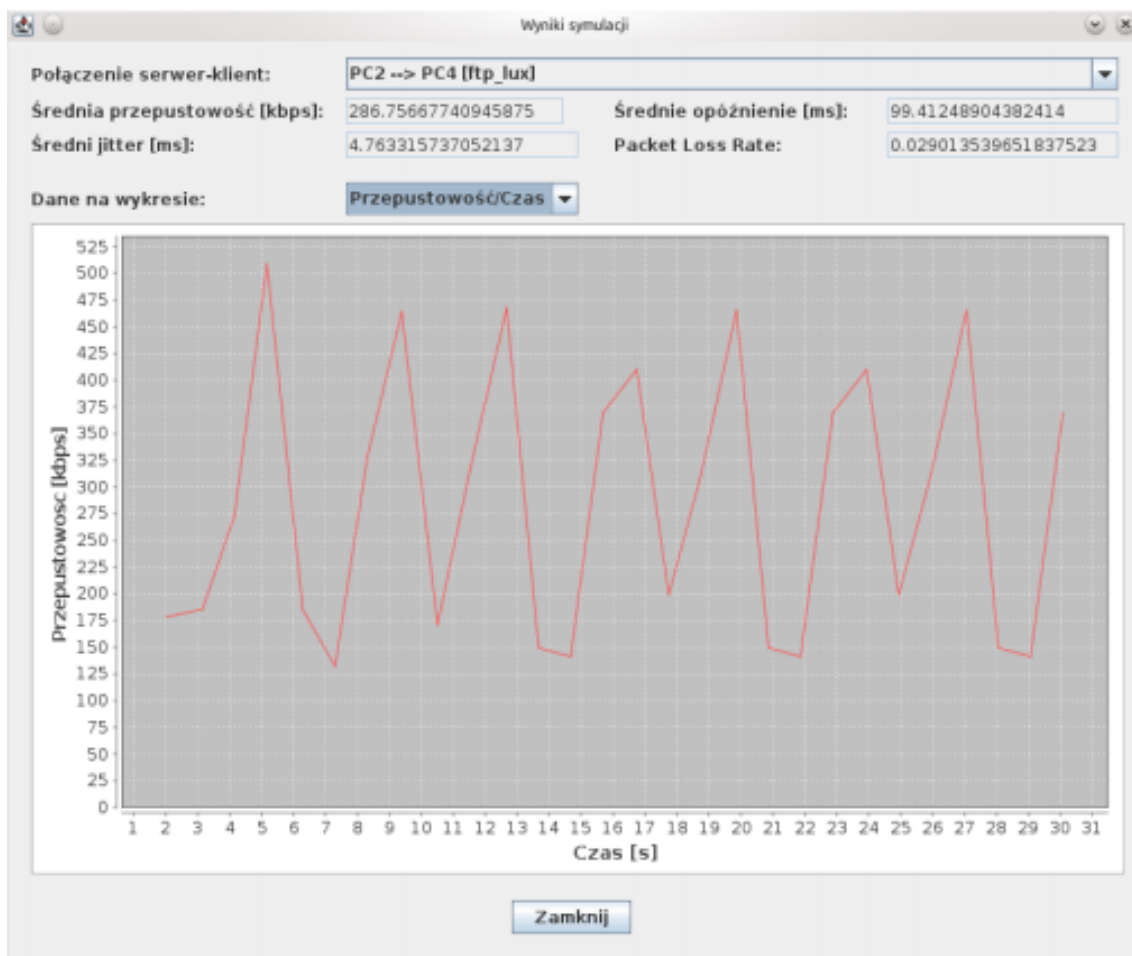 Wyniki symulacji
Połączenie serwer-klient: PC2 --> PC4 [ftp_lux]
Średnia przepustowość [kbps]: 286.75667740945875 Średnie opóźnienie [ms]: 99.41248904382414
Średni jitter [ms]: 4.763315737052137 Packet Loss Rate: 0.029013539651837523
Dane na wykresie: Przepustowość/Czas
525
500
475
450
425
400
375
350
325
300
275
250
225
200
175
150
125
100
75
50
25
0
Przepustowosc [kbps]
1 2 3 4 5 6 7 8 9 10 11 12 13 14 15 16 17 18 19 20 21 22 23 24 25 26 27 28 29 30 31
Czas [s]
Zamknij